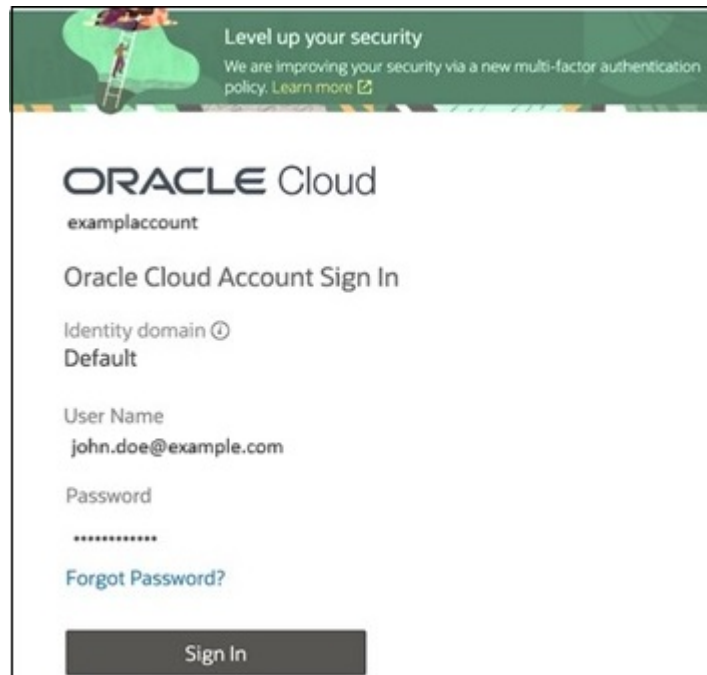 Level up your security
We are improving your security via a new multi-factor authentication
policy. Learn more
ORACLE Cloud
examplaccount
Oracle Cloud Account Sign In
Identity domain
Default
User Name
john.doe@example.com
Password
••••••••••••
Forgot Password?
Sign In